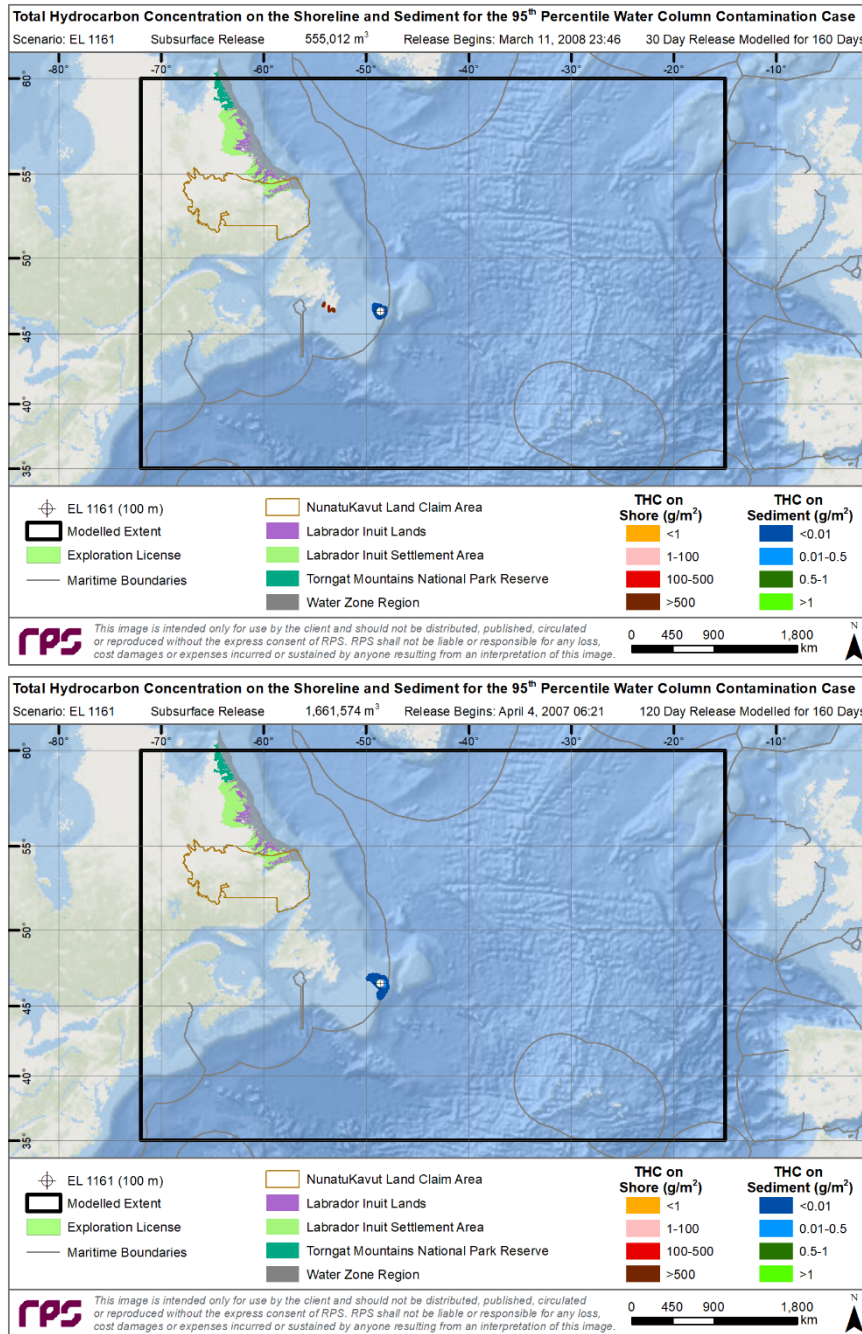 Total Hydrocarbon Concentration on the Shoreline and Sediment for the 95th Percentile Water Column Contamination Case
Scenario: EL 1161 Subsurface Release 555,012 m³ Release Begins: March 11, 2008 23:46 30 Day Release Modelled for 160 Days
-80° -70° -60° -50° -40° -30° -20° -10°
60°
55°
50°
45°
40°
35°
EL 1161 (100 m)
Modelled Extent
Exploration License
Maritime Boundaries
NunatuKavut Land Claim Area
Labrador Inuit Lands
Labrador Inuit Settlement Area
Torngat Mountains National Park Reserve
Water Zone Region
THC on
Shore (g/m²)
<1
1-100
100-500
>500
THC on
Sediment (g/m²)
<0.01
0.01-0.5
0.5-1
>1
rps
This image is intended only for use by the client and should not be distributed, published, circulated
or reproduced without the express consent of RPS. RPS shall not be liable or responsible for any loss,
cost damages or expenses incurred or sustained by anyone resulting from an interpretation of this image.
0 450 900 1,800
km
N
Total Hydrocarbon Concentration on the Shoreline and Sediment for the 95th Percentile Water Column Contamination Case
Scenario: EL 1161 Subsurface Release 1,661,574 m³ Release Begins: April 4, 2007 06:21 120 Day Release Modelled for 160 Days
-80° -70° -60° -50° -40° -30° -20° -10°
60°
55°
50°
45°
40°
35°
EL 1161 (100 m)
Modelled Extent
Exploration License
Maritime Boundaries
NunatuKavut Land Claim Area
Labrador Inuit Lands
Labrador Inuit Settlement Area
Torngat Mountains National Park Reserve
Water Zone Region
THC on
Shore (g/m²)
<1
1-100
100-500
>500
THC on
Sediment (g/m²)
<0.01
0.01-0.5
0.5-1
>1
rps
This image is intended only for use by the client and should not be distributed, published, circulated
or reproduced without the express consent of RPS. RPS shall not be liable or responsible for any loss,
cost damages or expenses incurred or sustained by anyone resulting from an interpretation of this image.
0 450 900 1,800
km
N